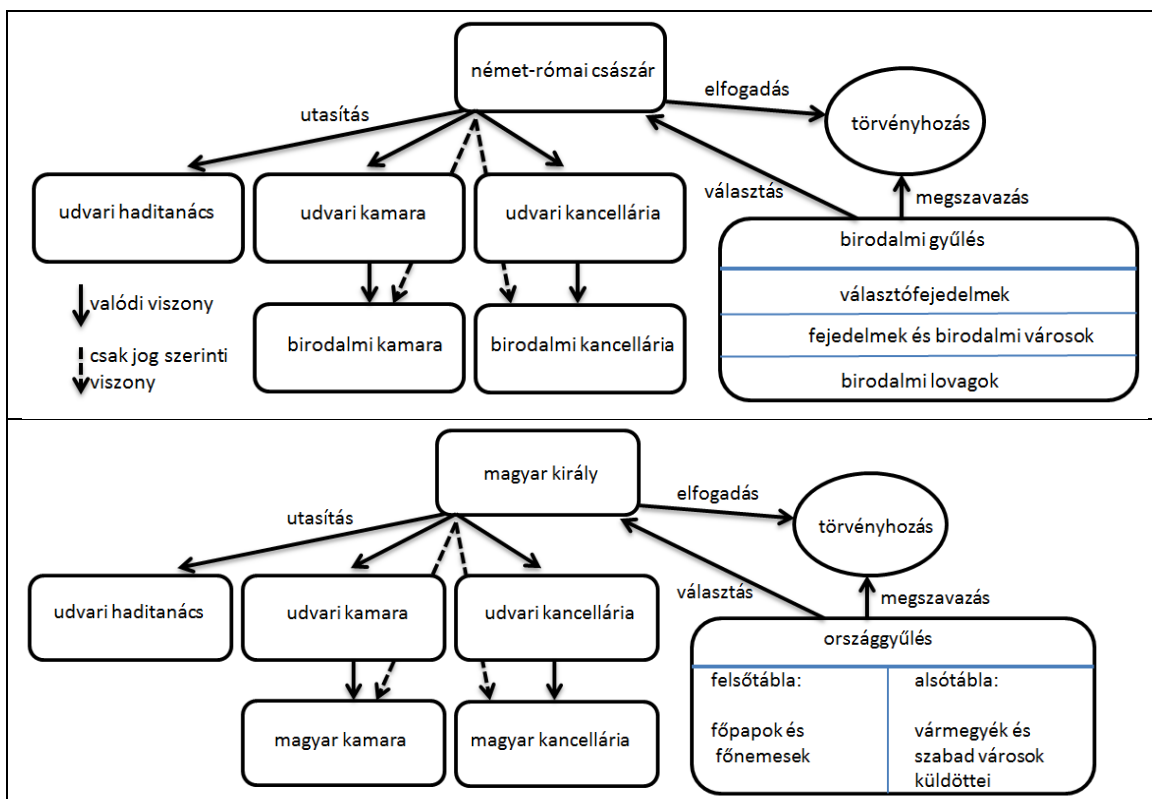 német-római császár
elfogadás
utasítás
törvényhozás
választás
megszavazás
udvari haditanács
udvari kamara
udvari kancellária
birodalmi gyűlés
választófejedelmek
fejedelmek és birodalmi városok
birodalmi lovagok
valódi viszony
csak jog szerinti
viszony
birodalmi kamara
birodalmi kancellária
magyar király
elfogadás
utasítás
törvényhozás
választás
megszavazás
udvari haditanács
udvari kamara
udvari kancellária
országgyűlés
felsőtábla:
főpapok és
főnemesek
alsótábla:
vármegyék és
szabad városok
küldöttei
magyar kamara
magyar kancellária